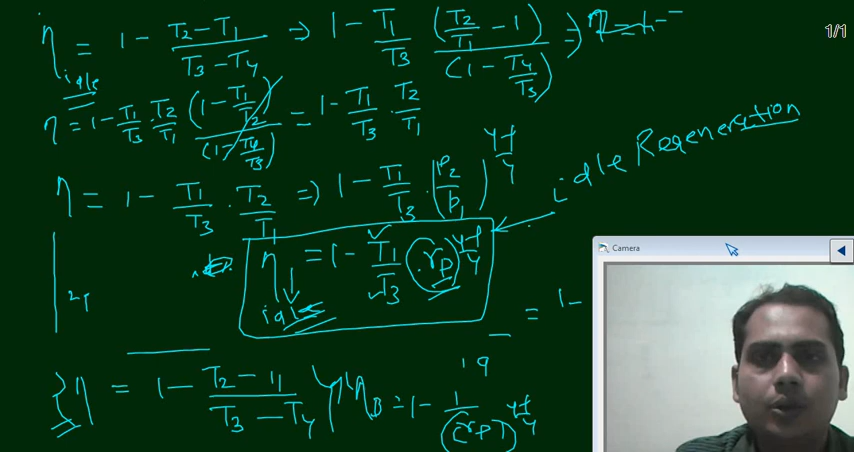 1/1
η idle = 1 - (T2 - T1)/(T3 - T4) ⇒ 1 - T1/T3 (T2/T1 - 1)/(1 - T4/T3) ⇒
η = 1 - T1/T3 · T2/T1 (1 - T1/T2)/(1 - T4/T3) = 1 - T1/T3 · T2/T1
idle Regeneration
η = 1 - T1/T3 · T2/T1 ⇒ 1 - T1/T3 · (P2/P1)^((γ-1)/γ)
η idle = 1 - T1/T3 (rp)^((γ-1)/γ)
Camera
= 1 -
} η = 1 - (T2 - T1)/(T3 - T4) ηB = 1 - 1/(rp)^((γ-1)/γ)